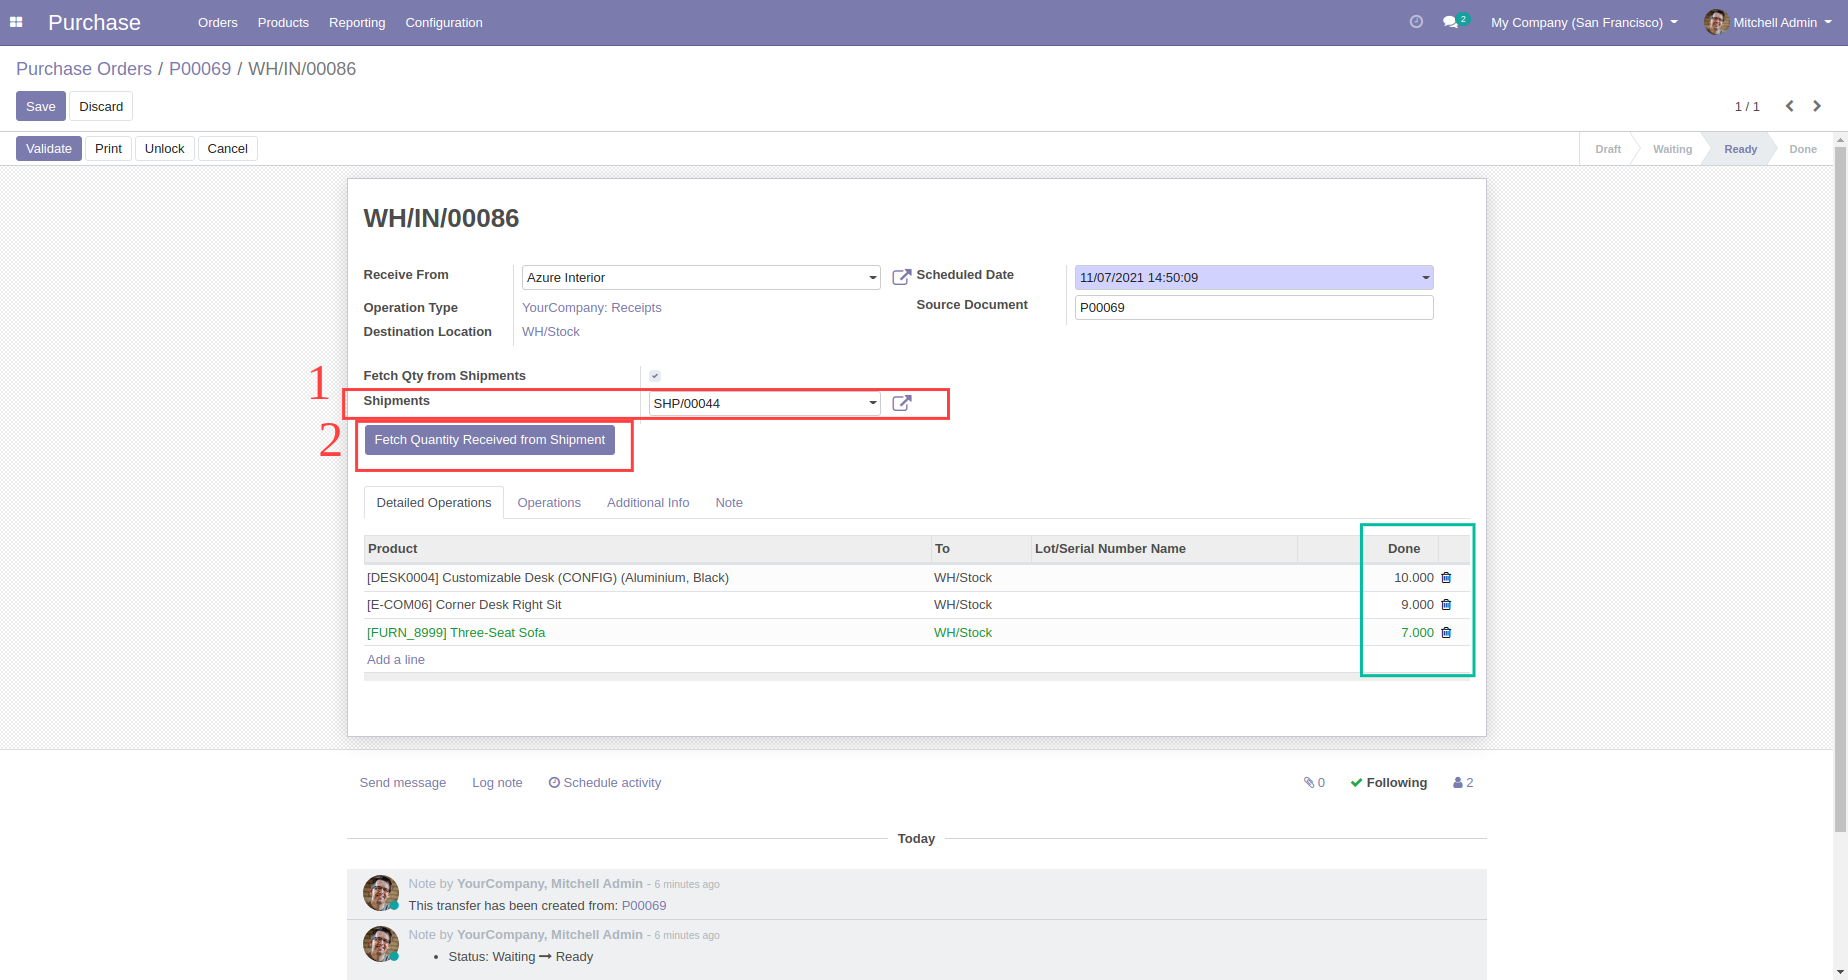 Purchase Orders Products Reporting Configuration 2 My Company (San Francisco) Mitchell Admin
Purchase Orders / P00069 / WH/IN/00086
Save Discard 1 / 1
Validate Print Unlock Cancel Draft Waiting Ready Done
WH/IN/00086
Receive From Azure Interior Scheduled Date 11/07/2021 14:50:09
Operation Type YourCompany: Receipts Source Document P00069
Destination Location WH/Stock
Fetch Qty from Shipments
1 Shipments SHP/00044
2 Fetch Quantity Received from Shipment
Detailed Operations Operations Additional Info Note
Product To Lot/Serial Number Name Done
[DESK0004] Customizable Desk (CONFIG) (Aluminium, Black) WH/Stock 10.000
[E-COM06] Corner Desk Right Sit WH/Stock 9.000
[FURN_8999] Three-Seat Sofa WH/Stock 7.000
Add a line
Send message Log note Schedule activity 0 Following 2
Today
Note by YourCompany, Mitchell Admin - 6 minutes ago
This transfer has been created from: P00069
Note by YourCompany, Mitchell Admin - 6 minutes ago
• Status: Waiting → Ready